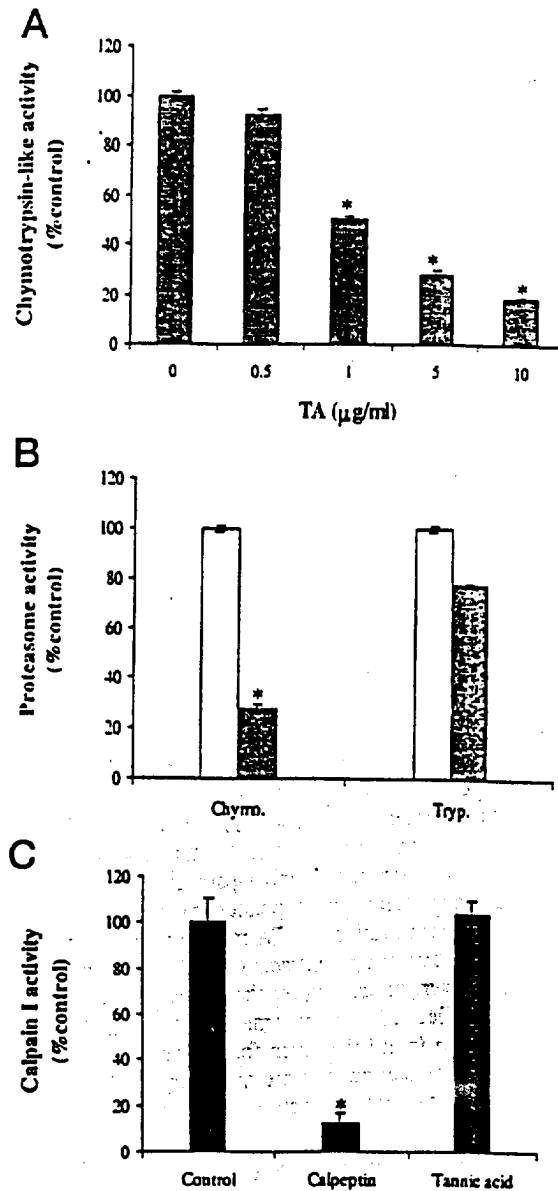 A
Chymotrypsin-like activity
(%control)
120
100
80
60
40
20
0
*
*
*
0 0.5 1 5 10
TA (µg/ml)
B
Proteasome activity
(%control)
120
100
80
60
40
20
0
*
Chymo. Tryp.
C
Calpain I activity
(%control)
120
100
80
60
40
20
0
*
Control Calpeptin Tannic acid